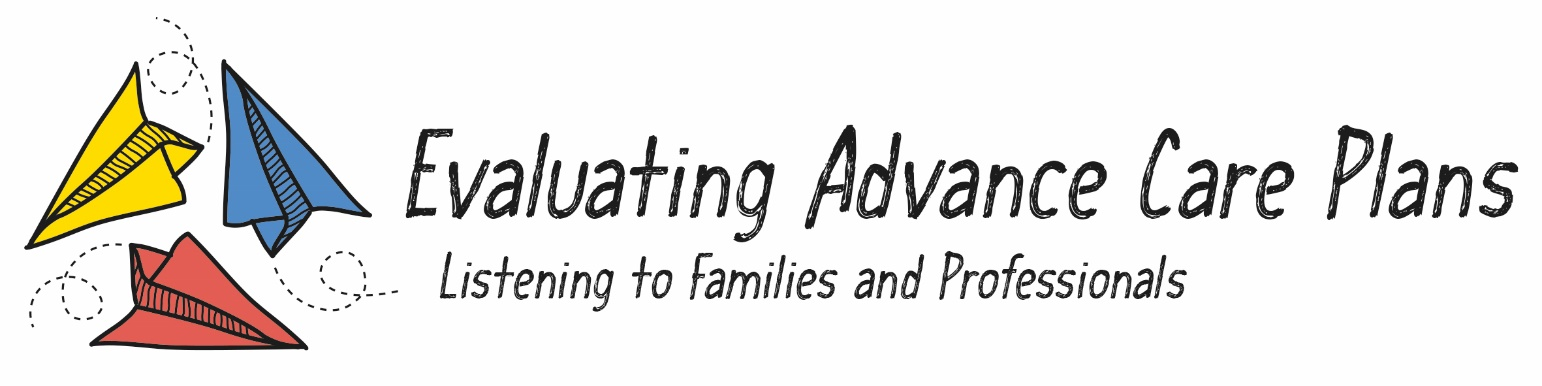 Evaluating Advance Care Plans
Listening to Families and Professionals